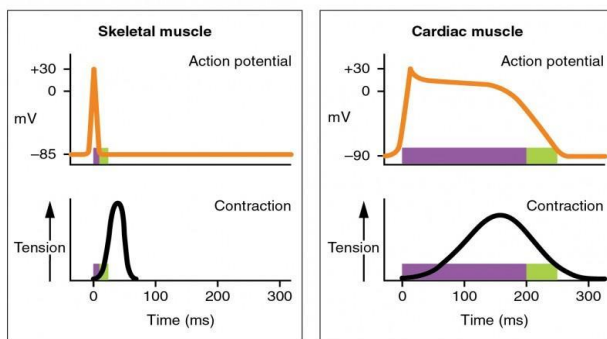 Skeletal muscle
Action potential
+30
0
mV
–85
Contraction
Tension
0 100 200 300
Time (ms)
Cardiac muscle
Action potential
+30
0
mV
–90
Contraction
Tension
0 100 200 300
Time (ms)